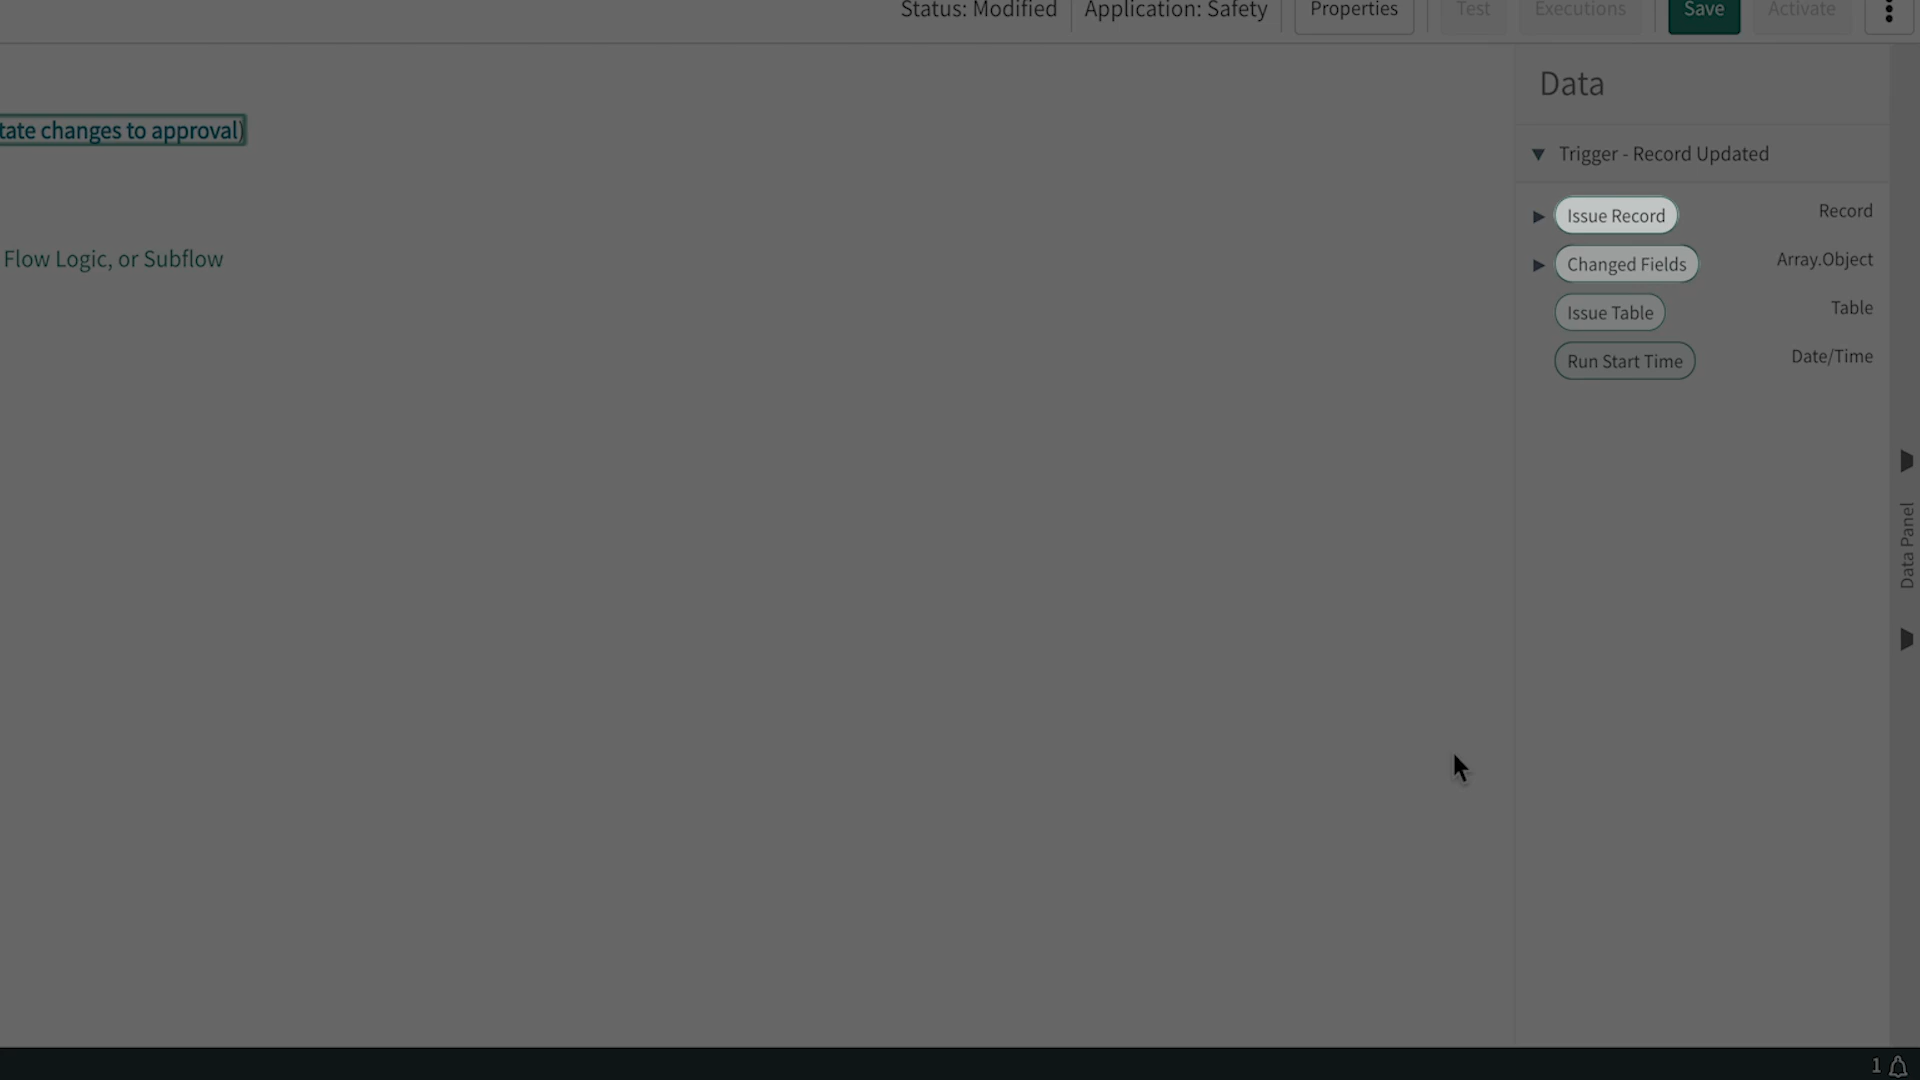 Status: Modified
Application: Safety
Properties
Test
Executions
Save
Activate
Data
tate changes to approval)
Trigger - Record Updated
Issue Record
Record
Changed Fields
Array.Object
Flow Logic, or Subflow
Issue Table
Table
Run Start Time
Date/Time
Data Panel
1